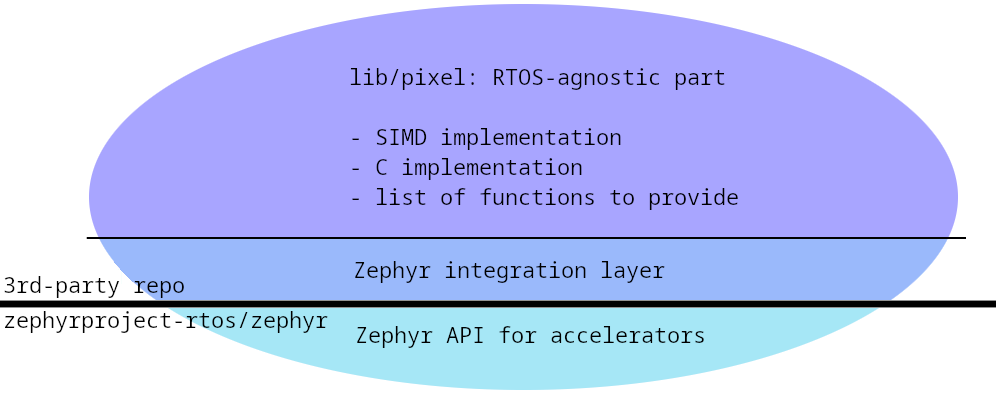 lib/pixel: RTOS-agnostic part
- SIMD implementation
- C implementation
- list of functions to provide
Zephyr integration layer
3rd-party repo
zephyrproject-rtos/zephyr
Zephyr API for accelerators